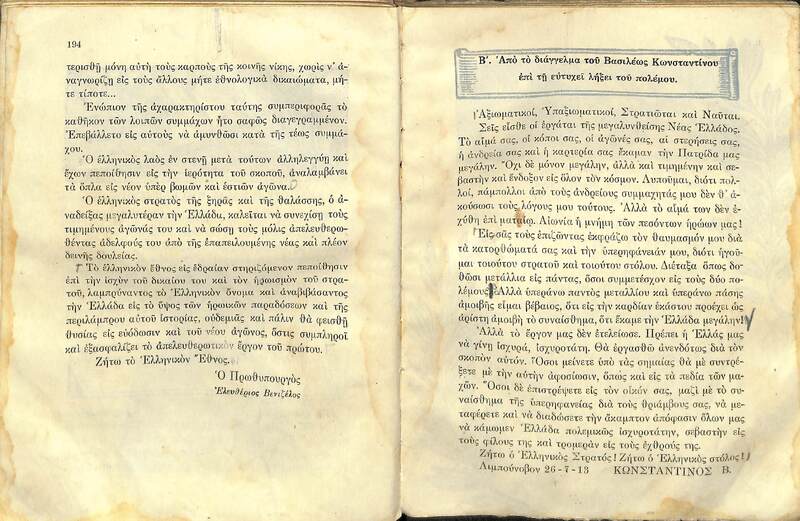 194
τερισθῇ μόνη αὐτὴ τοὺς καρποὺς τῆς κοινῆς νίκης, χωρὶς ν' ἀ-
ναγνωρίζῃ εἰς τοὺς ἄλλους μήτε ἐθνολογικὰ δικαιώματα, μή-
τε τίποτε...
Ἐνώπιον τῆς ἀχαρακτηρίστου ταύτης συμπεριφορᾶς τὸ
καθῆκον τῶν λοιπῶν συμμάχων ἦτο σαφῶς διαγεγραμμένον.
Ἐπεβάλλετο εἰς αὐτοὺς νὰ ἀμυνθῶσι κατὰ τῆς τέως συμμά-
χου.
Ὁ ἑλληνικὸς λαὸς ἐν στενῇ μετὰ τούτων ἀλληλεγγύῃ καὶ
ἔχων πεποίθησιν εἰς τὴν ἱερότητα τοῦ σκοποῦ, ἀναλαμβάνει
τὰ ὅπλα εἰς νέον ὑπὲρ βωμῶν καὶ ἑστιῶν ἀγῶνα.
Ὁ ἑλληνικὸς στρατὸς τῆς ξηρᾶς καὶ τῆς θαλάσσης, ὁ ἀ-
ναδείξας μεγαλυτέραν τὴν Ἑλλάδα, καλεῖται νὰ συνεχίσῃ τοὺς
τιμημένους ἀγῶνάς του καὶ νὰ σώσῃ τοὺς μόλις ἀπελευθερω-
θέντας ἀδελφούς του ἀπὸ τῆς ἐπαπειλουμένης νέας καὶ πλέον
δεινῆς δουλείας.
Τὸ ἑλληνικὸν ἔθνος εἰς ἑδραίαν στηριζόμενον πεποίθησιν
ἐπὶ τὴν ἰσχὺν τοῦ δικαίου του καὶ τὸν ἡρωισμὸν τοῦ στρα-
τοῦ, λαμπρύναντος τὸ Ἑλληνικὸν ὄνομα καὶ ἀναβιβάσαντος
τὴν Ἑλλάδα εἰς τὸ ὕψος τῶν ἡρωικῶν παραδόσεων καὶ τῆς
περιλάμπρου αὐτοῦ ἱστορίας, οὐδεμιᾶς καὶ πάλιν θὰ φεισθῇ
θυσίας εἰς εὐόδωσιν καὶ τοῦ νέου ἀγῶνος, ὅστις συμπληροῖ
καὶ ἐξασφαλίζει τὸ ἀπελευθερωτικὸν ἔργον τοῦ πρώτου.
Ζήτω τὸ Ἑλληνικὸν Ἔθνος.
Ὁ Πρωθυπουργὸς
Ἐλευθέριος Βενιζέλος
Β'. Ἀπὸ τὸ διάγγελμα τοῦ Βασιλέως Κωνσταντίνου
ἐπὶ τῇ εὐτυχεῖ λήξει τοῦ πολέμου.
Ἀξιωματικοί, Ὑπαξιωματικοί, Στρατιῶται καὶ Ναῦται.
Σεῖς εἶσθε οἱ ἐργάται τῆς μεγαλυνθείσης Νέας Ἑλλάδος.
Τὸ αἷμά σας, οἱ κόποι σας, οἱ ἀγῶνές σας, αἱ στερήσεις σας,
ἡ ἀνδρεία σας καὶ ἡ καρτερία σας ἔκαμαν τὴν Πατρίδα μας
μεγάλην. Ὄχι δὲ μόνον μεγάλην, ἀλλὰ καὶ τιμημένην καὶ σε-
βαστὴν καὶ ἔνδοξον εἰς ὅλον τὸν κόσμον. Λυποῦμαι, διότι πολ-
λοί, πάμπολλοι ἀπὸ τοὺς ἀνδρείους συμμαχητάς μου δὲν θ' ἀ-
κούσωσι τοὺς λόγους μου τούτους. Ἀλλὰ τὸ αἷμα των δὲν ἐ-
χύθη ἐπὶ ματαίῳ. Αἰωνία ἡ μνήμη τῶν πεσόντων ἡρώων μας!
Εἰς σᾶς τοὺς ἐπιζῶντας ἐκφράζω τὸν θαυμασμόν μου διὰ
τὰ κατορθώματά σας καὶ τὴν ὑπερηφάνειάν μου, διότι ἡγοῦ-
μαι τοιούτου στρατοῦ καὶ τοιούτου στόλου. Διέταξα ὅπως δο-
θῶσι μετάλλια εἰς πάντας, ὅσοι συμμετέσχον εἰς τοὺς δύο πο-
λέμους. Ἀλλὰ ὑπεράνω παντὸς μεταλλίου καὶ ὑπεράνω πάσης
ἀμοιβῆς εἶμαι βέβαιος, ὅτι εἰς τὴν καρδίαν ἑκάστου προέχει ὡς
ἀρίστη ἀμοιβὴ τὸ συναίσθημα, ὅτι ἔκαμε τὴν Ἑλλάδα μεγάλην!
Ἀλλὰ τὸ ἔργον μας δὲν ἐτελείωσε. Πρέπει ἡ Ἑλλάς μας
νὰ γίνῃ ἰσχυρά, ἰσχυροτάτη. Θὰ ἐργασθῶ ἀνενδότως διὰ τὸν
σκοπὸν αὐτόν. Ὅσοι μείνετε ὑπὸ τὰς σημαίας θὰ μὲ συντρέ-
ξετε μὲ τὴν αὐτὴν ἀφοσίωσιν, ὅπως καὶ εἰς τὰ πεδία τῶν μα-
χῶν. Ὅσοι δὲ ἐπιστρέψετε εἰς τὸν οἶκόν σας, μαζὶ μὲ τὸ συ-
ναίσθημα τῆς ὑπερηφανείας διὰ τοὺς θριάμβους σας, νὰ με-
ταφέρετε καὶ νὰ διαδώσετε τὴν ἄκαμπτον ἀπόφασιν ὅλων μας
νὰ κάμωμεν Ἑλλάδα πολεμικῶς ἰσχυροτάτην, σεβαστὴν εἰς
τοὺς φίλους της καὶ τρομερὰν εἰς τοὺς ἐχθρούς της.
Ζήτω ὁ Ἑλληνικὸς Στρατός! Ζήτω ὁ Ἑλληνικὸς στόλος!
Λιμπούνοβον 26-7-13 ΚΩΝΣΤΑΝΤΙΝΟΣ Β.